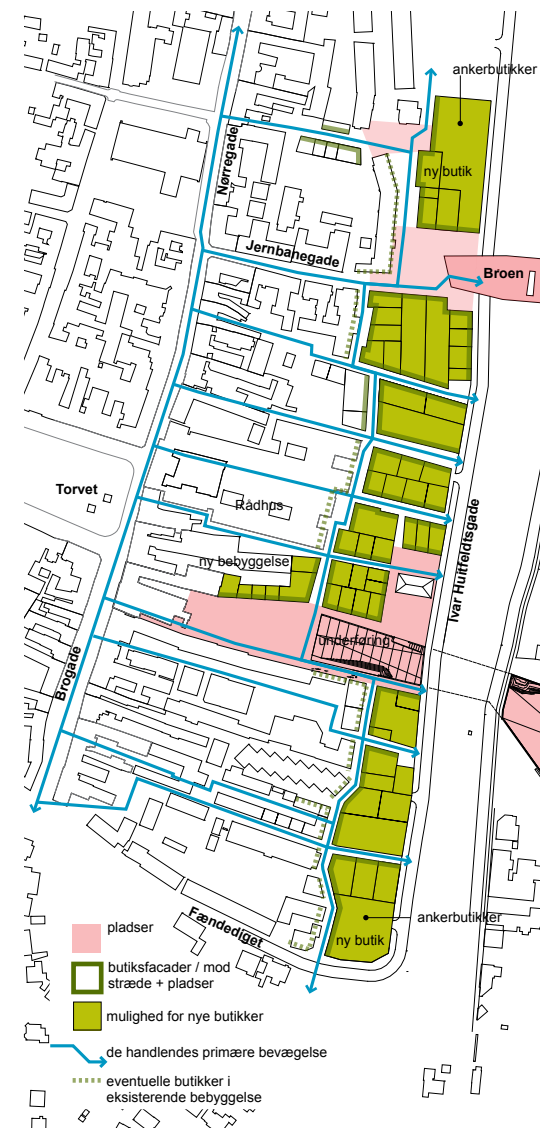 ankerbutikker
ny butik
Nørregade
Jernbanegade
Broen
Torvet
Rådhus
ny bebyggelse
Ivar Huitfeldtsgade
underføring
Brogade
ankerbutikker
Fændediget
ny butik
pladser
butiksfacader / mod
stræde + pladser
mulighed for nye butikker
de handlendes primære bevægelse
eventuelle butikker i
eksisterende bebyggelse